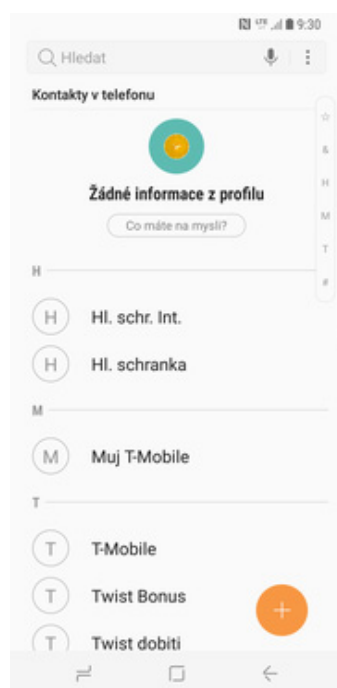 9:30
Hledat
Kontakty v telefonu
☆
&
Žádné informace z profilu
H
Co máte na mysli?
M
T
#
H
H Hl. schr. Int.
H Hl. schranka
M
M Muj T-Mobile
T
T T-Mobile
T Twist Bonus
T Twist dobiti